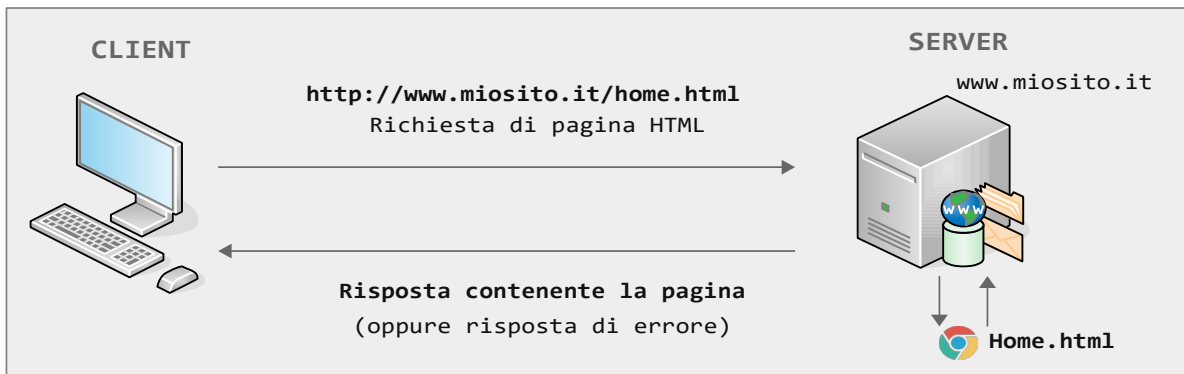 CLIENT
SERVER
www.miosito.it
http://www.miosito.it/home.html
Richiesta di pagina HTML
WWW
Risposta contenente la pagina
(oppure risposta di errore)
Home.html